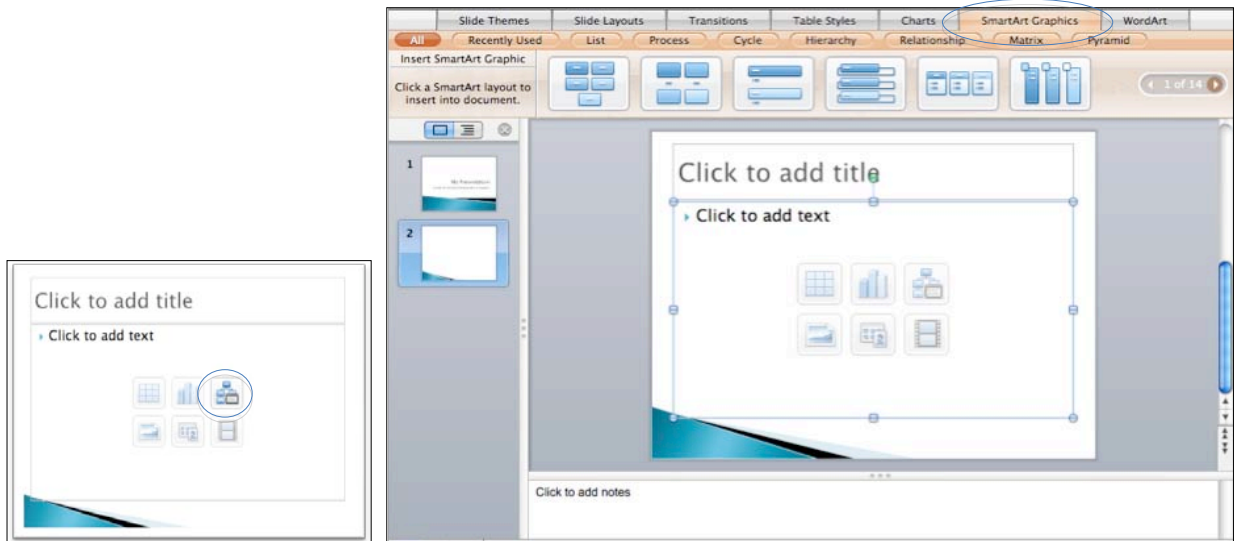 Click to add title
Click to add text
Slide Themes Slide Layouts Transitions Table Styles Charts SmartArt Graphics WordArt
All Recently Used List Process Cycle Hierarchy Relationship Matrix Pyramid
Insert SmartArt Graphic
Click a SmartArt layout to
insert into document.
1 of 14
1
My Presentation
2
Click to add title
Click to add text
Click to add notes